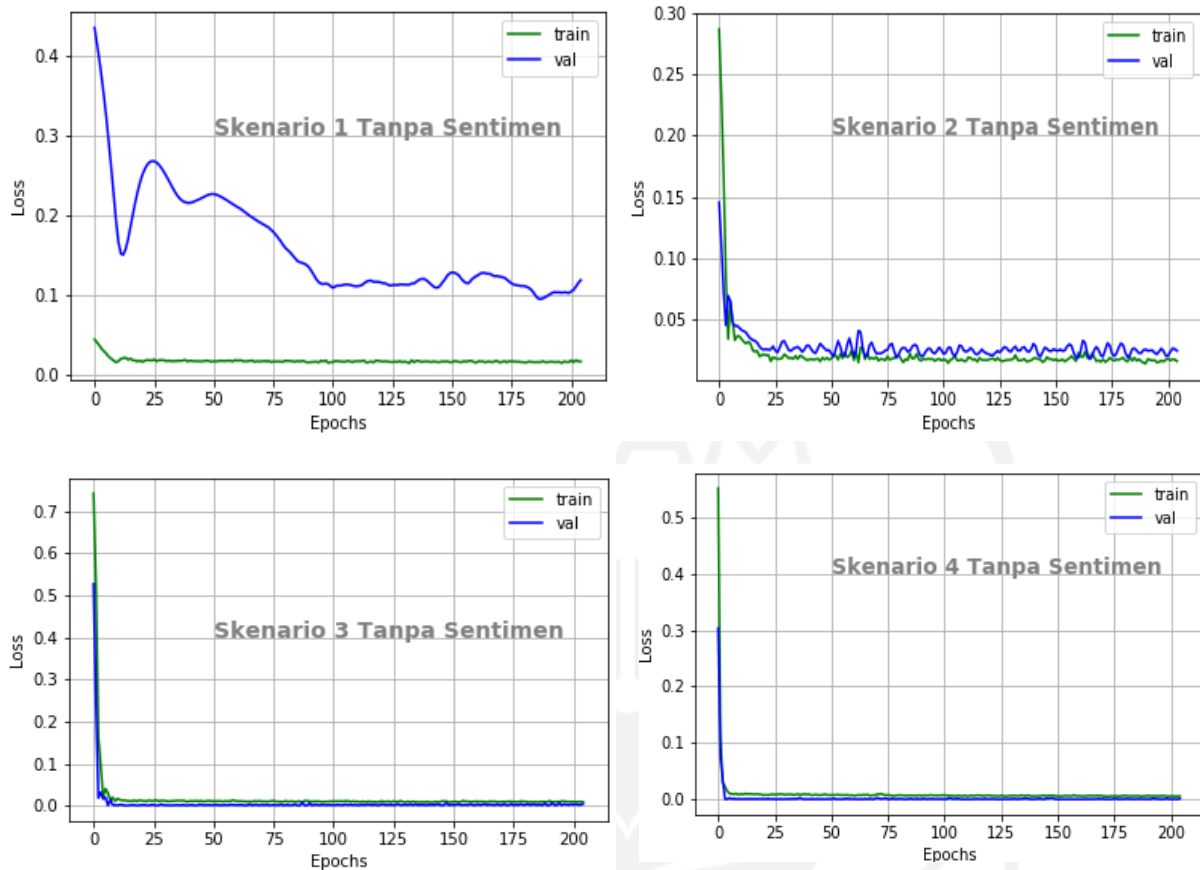 train
val
Skenario 1 Tanpa Sentimen
Loss
0.4
0.3
0.2
0.1
0.0
0 25 50 75 100 125 150 175 200
Epochs
train
val
Skenario 2 Tanpa Sentimen
Loss
0.30
0.25
0.20
0.15
0.10
0.05
0 25 50 75 100 125 150 175 200
Epochs
train
val
Skenario 3 Tanpa Sentimen
Loss
0.7
0.6
0.5
0.4
0.3
0.2
0.1
0.0
0 25 50 75 100 125 150 175 200
Epochs
train
val
Skenario 4 Tanpa Sentimen
Loss
0.5
0.4
0.3
0.2
0.1
0.0
0 25 50 75 100 125 150 175 200
Epochs